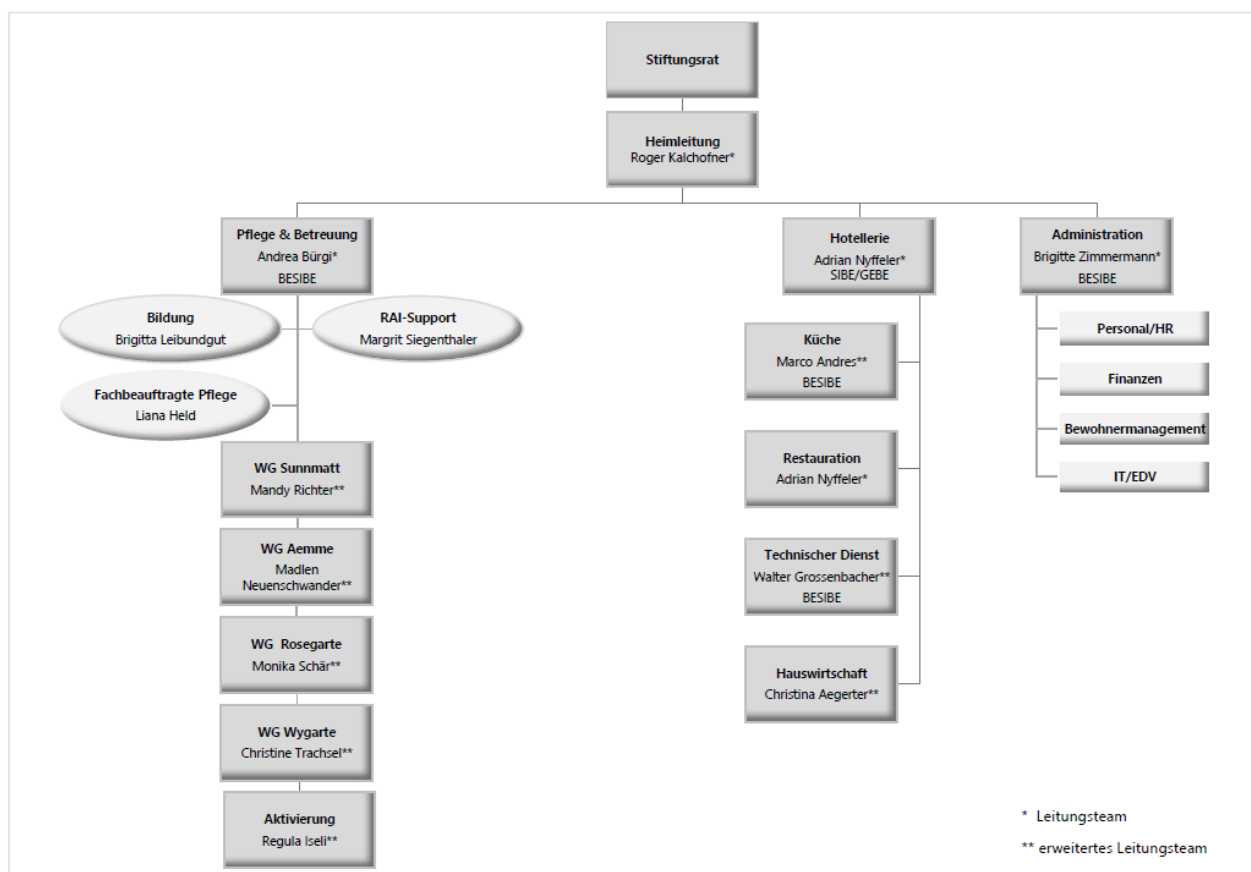 Stiftungsrat
Heimleitung
Roger Kalchofner*
Pflege & Betreuung
Andrea Bürgi*
BESIBE
Bildung
Brigitta Leibundgut
RAI-Support
Margrit Siegenthaler
Fachbeauftragte Pflege
Liana Held
WG Sunnmatt
Mandy Richter**
WG Aemme
Madlen
Neuenschwander**
WG Rosegarte
Monika Schär**
WG Wygarte
Christine Trachsel**
Aktivierung
Regula Iseli**
Hotellerie
Adrian Nyffeler*
SIBE/GEBE
Küche
Marco Andres**
BESIBE
Restauration
Adrian Nyffeler*
Technischer Dienst
Walter Grossenbacher**
BESIBE
Hauswirtschaft
Christina Aegerter**
Administration
Brigitte Zimmermann*
BESIBE
Personal/HR
Finanzen
Bewohnermanagement
IT/EDV
* Leitungsteam
** erweitertes Leitungsteam